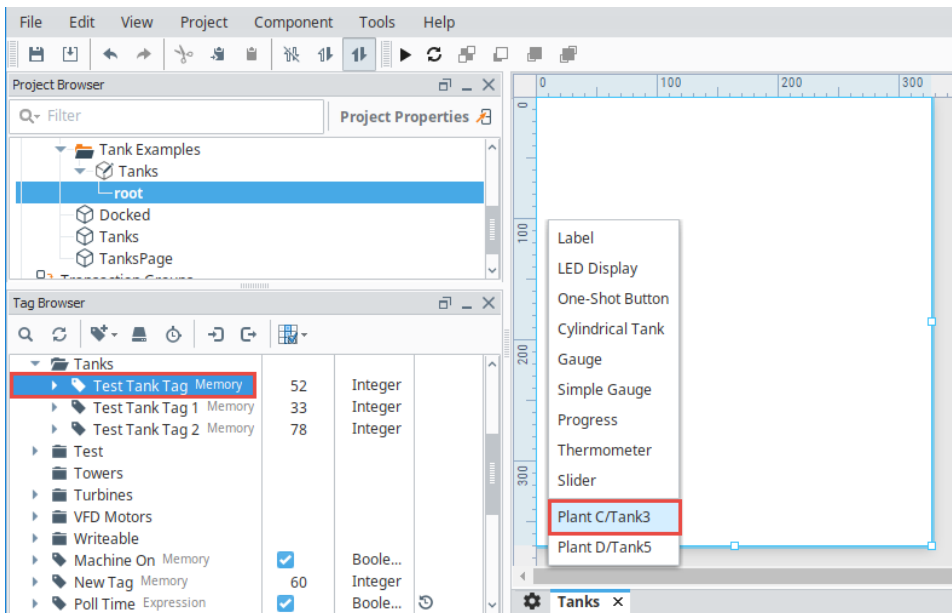 File Edit View Project Component Tools Help
Project Browser
Filter
Project Properties
Tank Examples
Tanks
root
Docked
Tanks
TanksPage
Transaction Groups
Tag Browser
Tanks
Test Tank Tag Memory 52 Integer
Test Tank Tag 1 Memory 33 Integer
Test Tank Tag 2 Memory 78 Integer
Test
Towers
Turbines
VFD Motors
Writeable
Machine On Memory Boole...
New Tag Memory 60 Integer
Poll Time Expression Boole...
0 100 200 300
0
100
200
300
Label
LED Display
One-Shot Button
Cylindrical Tank
Gauge
Simple Gauge
Progress
Thermometer
Slider
Plant C/Tank3
Plant D/Tank5
Tanks